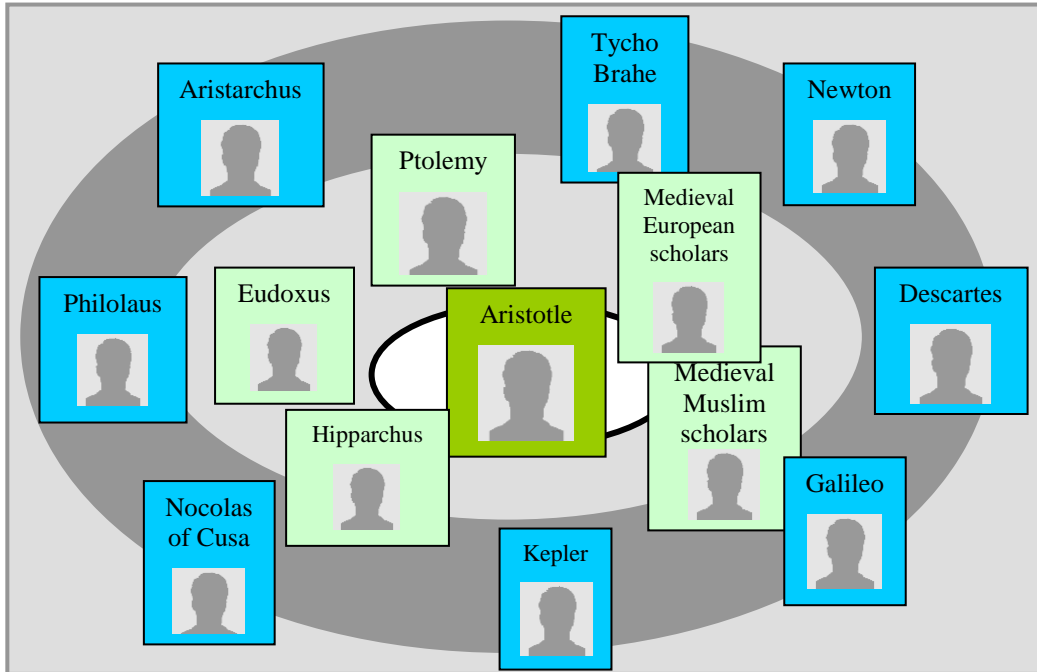 Tycho
Brahe
Aristarchus
Newton
Ptolemy
Medieval
European
scholars
Philolaus
Eudoxus
Aristotle
Descartes
Medieval
Muslim
scholars
Hipparchus
Galileo
Nocolas
of Cusa
Kepler